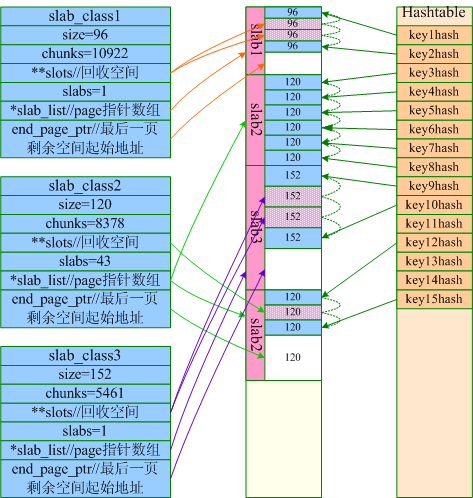 slab_class1
size=96
chunks=10922
**slots//回收空间
slabs=1
*slab_list//page指针数组
end_page_ptr//最后一页
剩余空间起始地址
slab_class2
size=120
chunks=8378
**slots//回收空间
slabs=43
*slab_list//page指针数组
end_page_ptr//最后一页
剩余空间起始地址
slab_class3
size=152
chunks=5461
**slots//回收空间
slabs=1
*slab_list//page指针数组
end_page_ptr//最后一页
剩余空间起始地址
slab1
96
96
96
96
slab2
120
120
120
120
120
120
slab3
152
152
152
152
slab2
120
120
120
120
Hashtable
key1hash
key2hash
key3hash
key4hash
key5hash
key6hash
key7hash
key8hash
key9hash
key10hash
key11hash
key12hash
key13hash
key14hash
key15hash